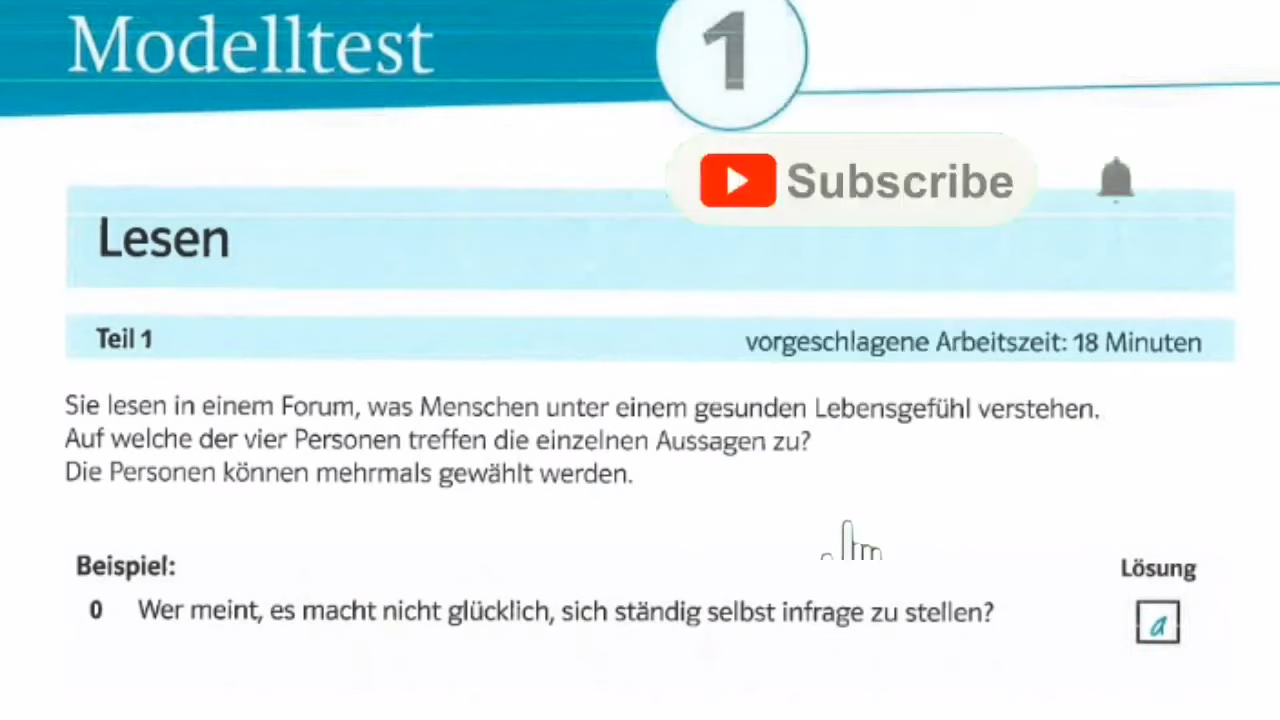 Modelltest
1
Subscribe
Lesen
Teil 1
vorgeschlagene Arbeitszeit: 18 Minuten
Sie lesen in einem Forum, was Menschen unter einem gesunden Lebensgefühl verstehen.
Auf welche der vier Personen treffen die einzelnen Aussagen zu?
Die Personen können mehrmals gewählt werden.
Beispiel:
Lösung
0 Wer meint, es macht nicht glücklich, sich ständig selbst infrage zu stellen?
a